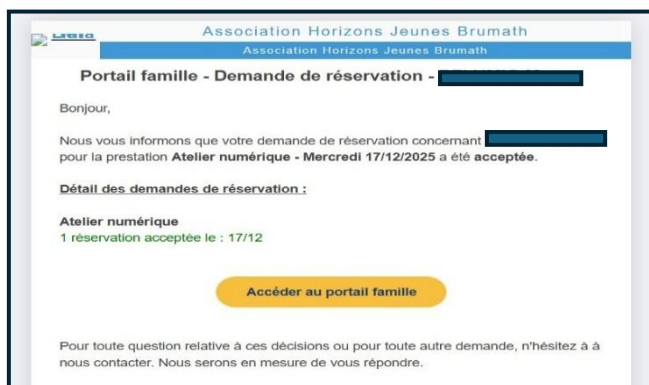 Association Horizons Jeunes Brumath
Association Horizons Jeunes Brumath
Portail famille - Demande de réservation -
Bonjour,
Nous vous informons que votre demande de réservation concernant
pour la prestation Atelier numérique - Mercredi 17/12/2025 a été acceptée.
Détail des demandes de réservation :
Atelier numérique
1 réservation acceptée le : 17/12
Accéder au portail famille
Pour toute question relative à ces décisions ou pour toute autre demande, n'hésitez à à
nous contacter. Nous serons en mesure de vous répondre.